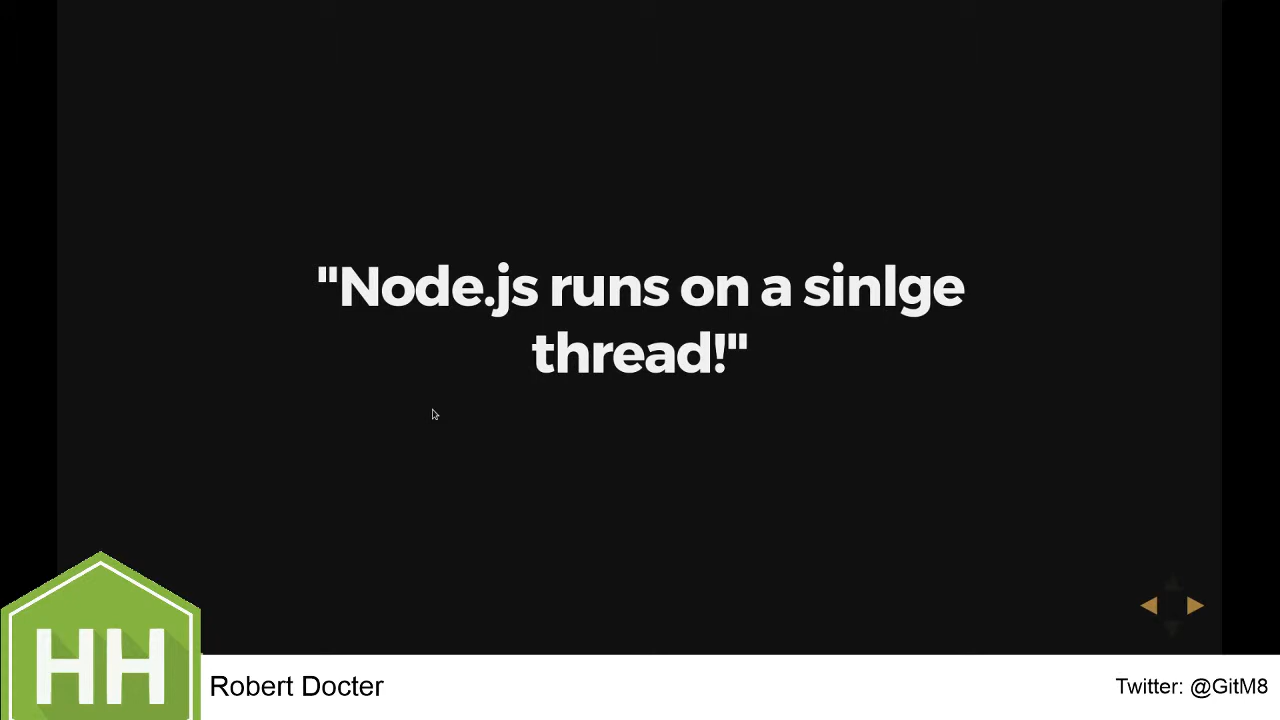 "Node.js runs on a sinlge
thread!"
HH
Robert Docter
Twitter: @GitM8